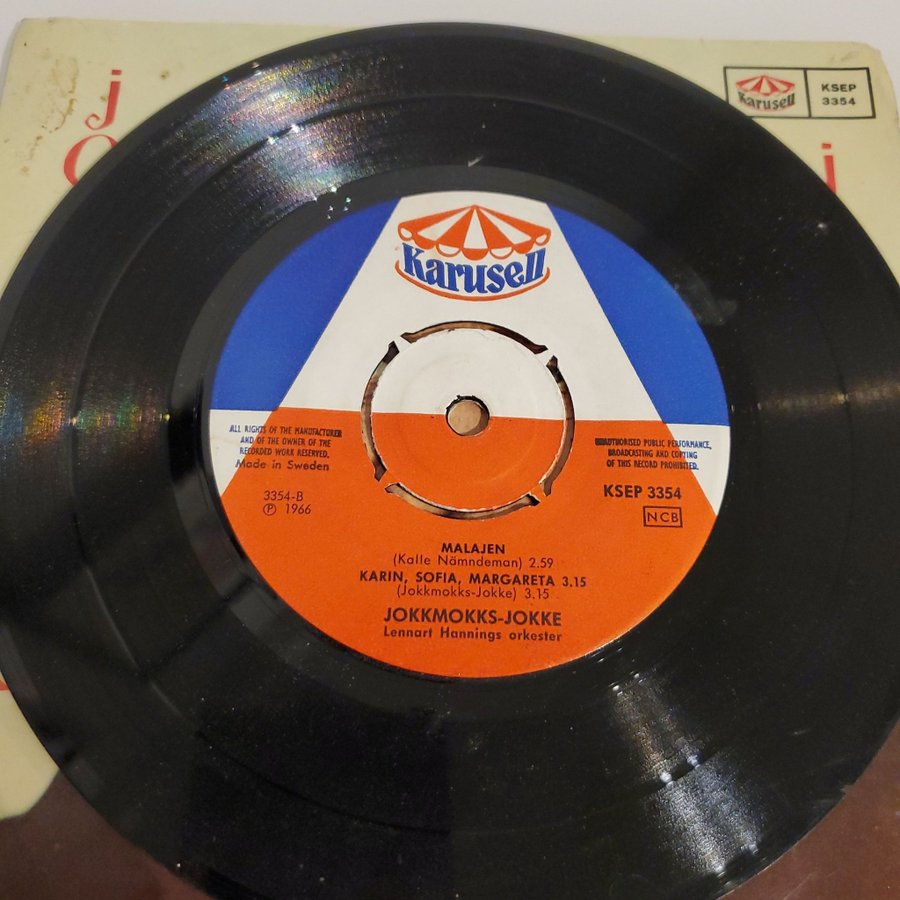 j
j
Karusell
KSEP
3354
Karusell
ALL RIGHTS OF THE MANUFACTURER
AND OF THE OWNER OF THE
RECORDED WORK RESERVED.
Made in Sweden
3354-B
Ⓟ 1966
UNAUTHORISED PUBLIC PERFORMANCE,
BROADCASTING AND COPYING
OF THIS RECORD PROHIBITED.
KSEP 3354
NCB
MALAJEN
(Kalle Nämndeman) 2.59
KARIN, SOFIA, MARGARETA 3.15
(Jokkmokks-Jokke) 3.15
JOKKMOKKS-JOKKE
Lennart Hannings orkester